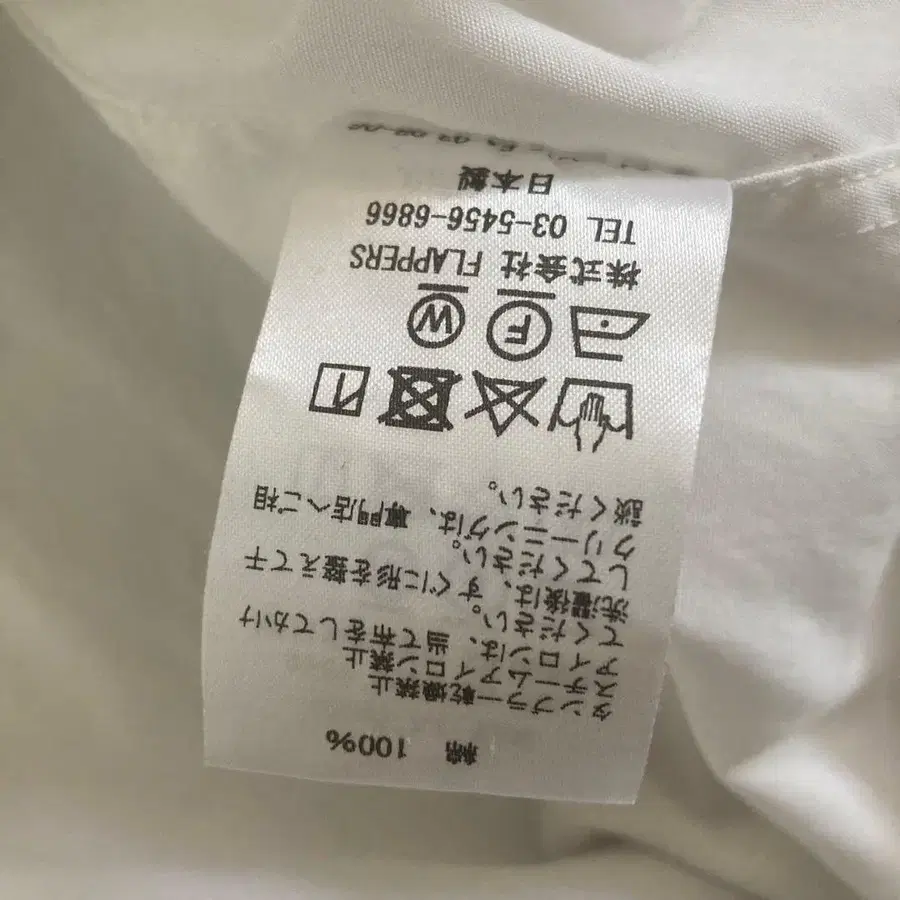 綿 100%
タンブラー乾燥禁止
スチームアイロン禁止
アイロンは、当て布をしてかけ
てください。
洗濯後は、すぐに形を整えて干
してください。
クリーニングは、専門店へご相
談ください。
F W
株式会社 FLAPPERS
TEL 03-5456-6866
日本製